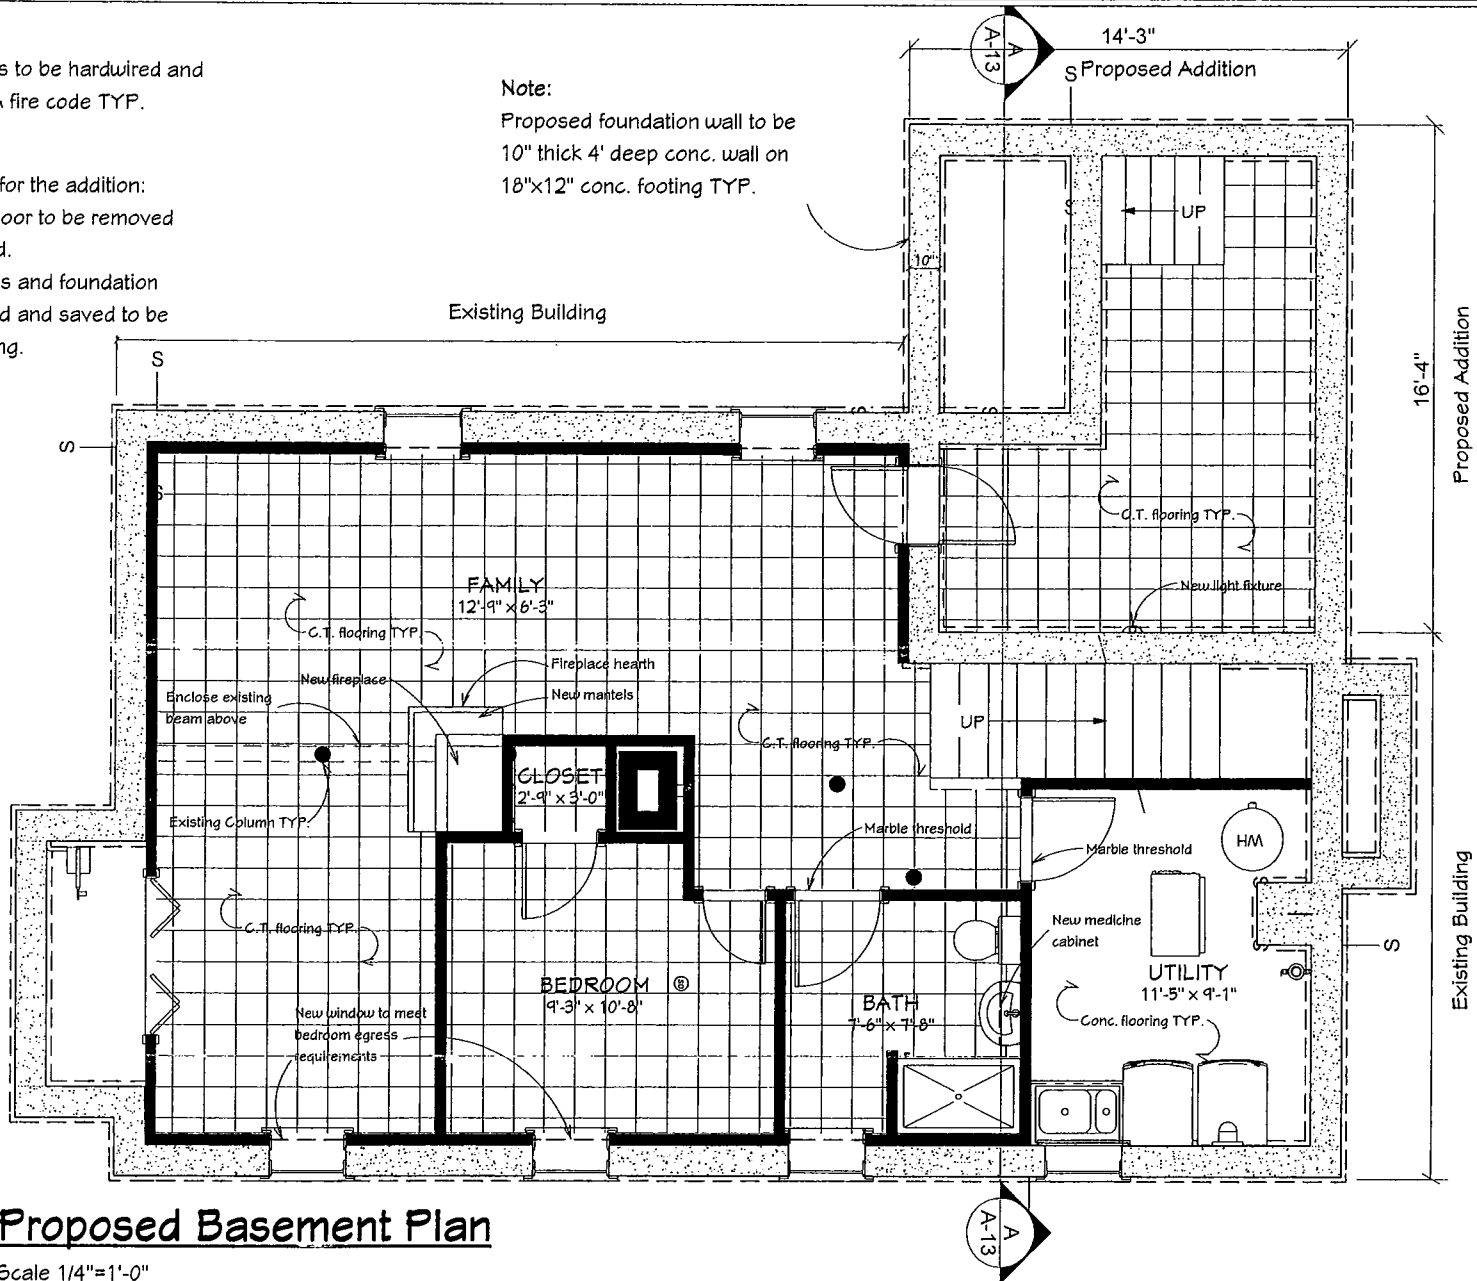 s to be hardwired and
fire code TYP.
for the addition:
oor to be removed
d.
s and foundation
d and saved to be
ng.
Note:
Proposed foundation wall to be
10" thick 4' deep conc. wall on
18"x12" conc. footing TYP.
A
A-13
14'-3"
S
Proposed Addition
Existing Building
S
S
10"
S
UP
16'-4"
Proposed Addition
S
S
S
C.T. flooring TYP.
New light fixture
FAMILY
12'-9" x 6'-3"
C.T. flooring TYP.
Fireplace hearth
New fireplace
New mantels
Enclose existing
beam above
UP
C.T. flooring TYP.
CLOSET
2'-9" x 3'-0"
Existing Column TYP.
Marble threshold
Marble threshold
HW
C.T. flooring TYP.
New medicine
cabinet
S
Existing Building
BEDROOM
S
9'-3" x 10'-8"
UTILITY
11'-5" x 9'-1"
BATH
7'-6" x 7'-8"
Conc. flooring TYP.
New window to meet
bedroom egress
requirements
A
A-13
Proposed Basement Plan
Scale 1/4"=1'-0"